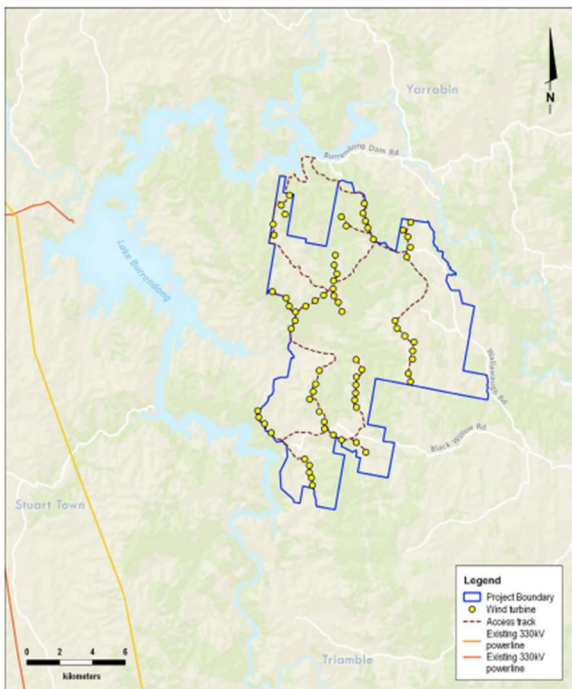 Yarrobin
N
Burrendong Dam Rd
Lake Burrendong
Wallawaugh Rd
Black Willow Rd
Stuart Town
Triamble
0 2 4 6
kilometers
Legend
Project Boundary
Wind turbine
Access track
Existing 330kV
powerline
Existing 330kV
powerline